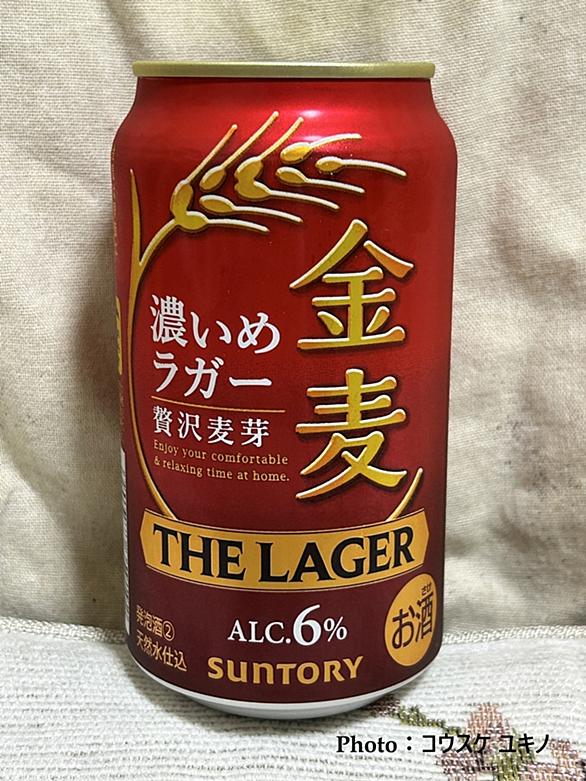 金麦
濃いめ
ラガー
贅沢麦芽
Enjoy your comfortable
& relaxing time at home.
THE LAGER
発泡酒②
天然水仕込
ALC.6%
お酒
さけ
SUNTORY
Photo：コウスケ ユキノ